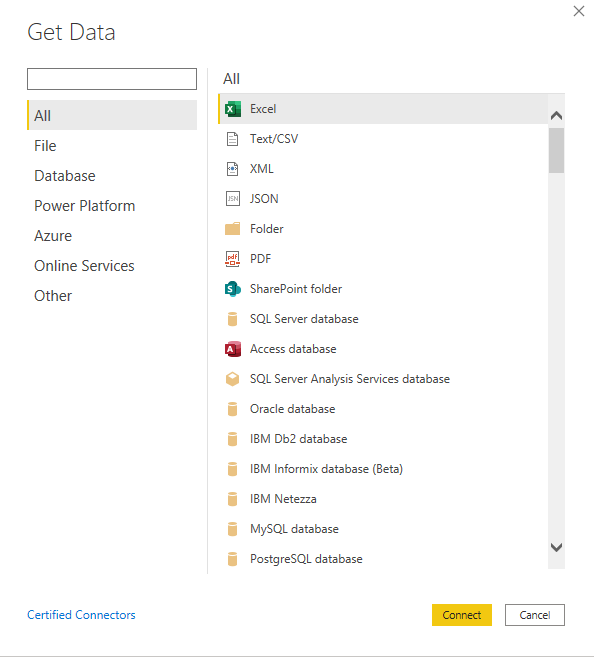 Get Data
All
File
Database
Power Platform
Azure
Online Services
Other
All
Excel
Text/CSV
XML
JSON
Folder
PDF
SharePoint folder
SQL Server database
Access database
SQL Server Analysis Services database
Oracle database
IBM Db2 database
IBM Informix database (Beta)
IBM Netezza
MySQL database
PostgreSQL database
Certified Connectors
Connect
Cancel